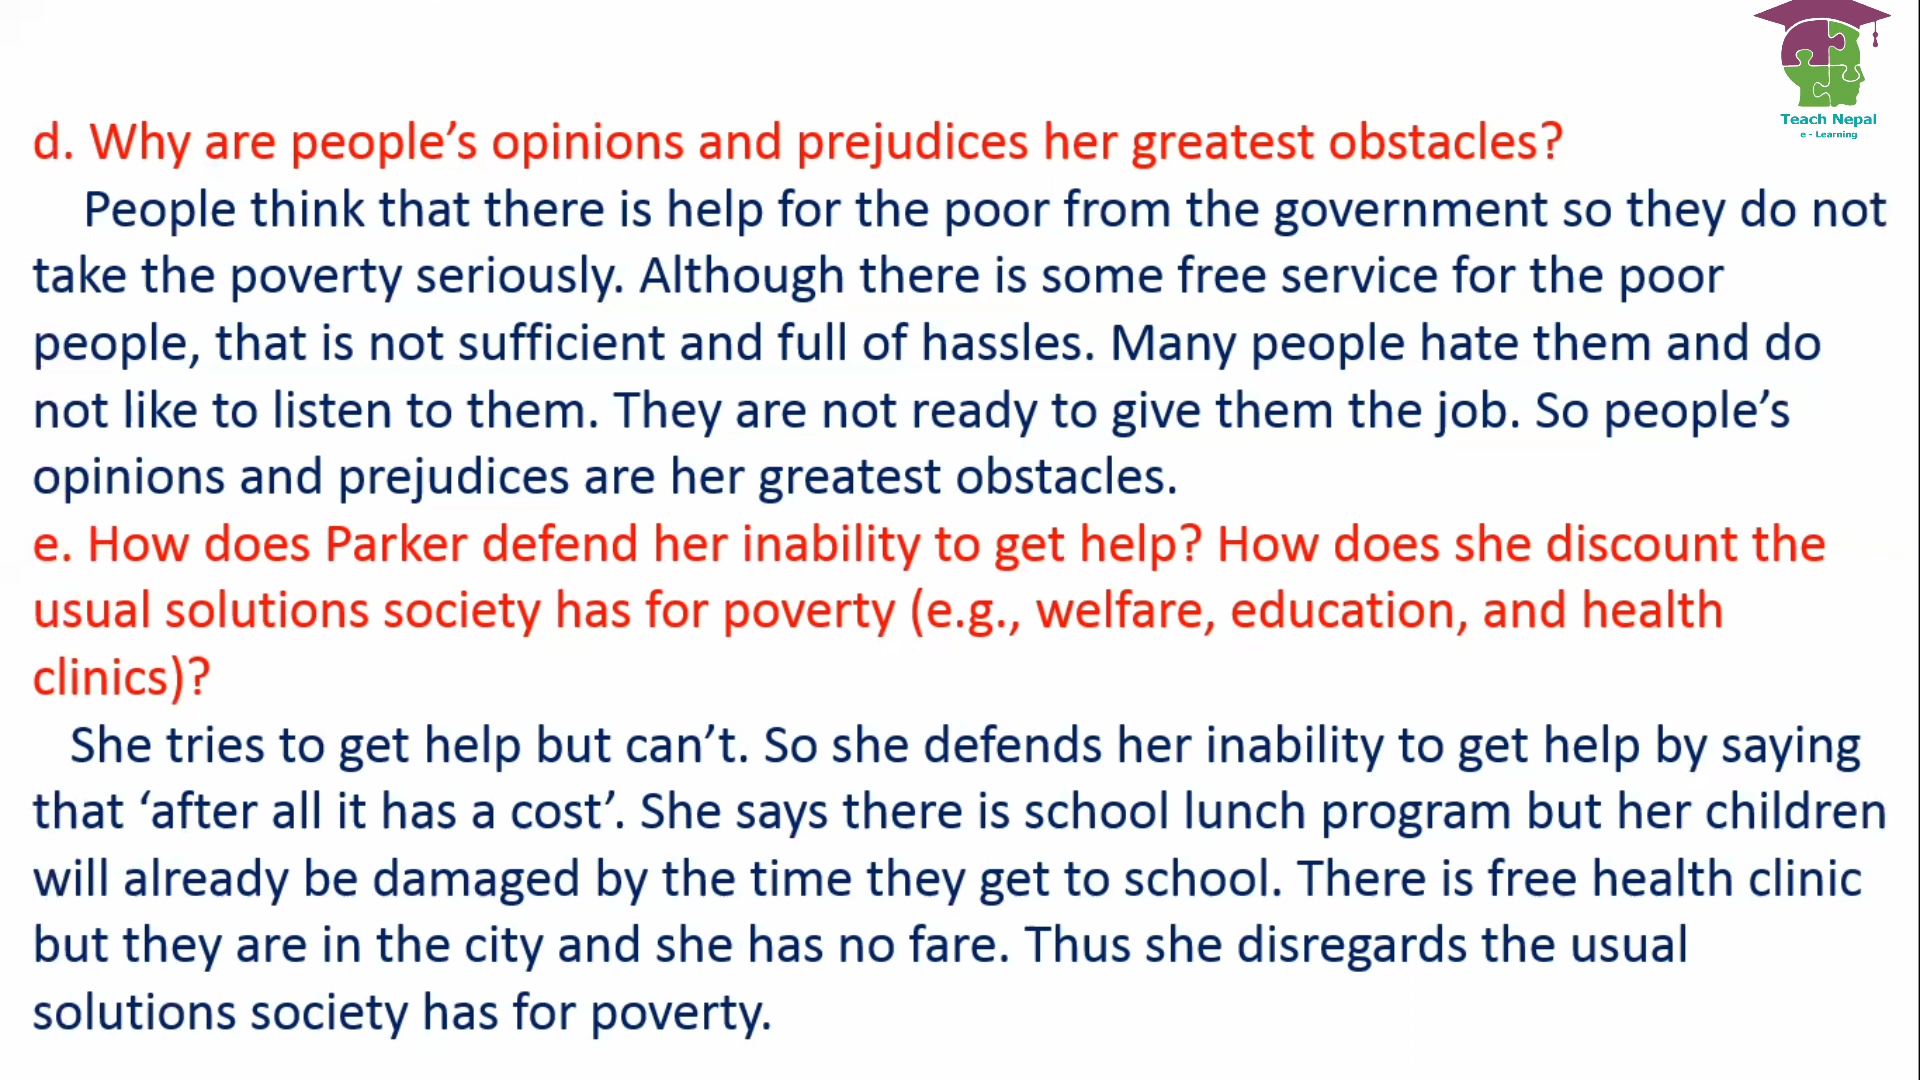 Teach Nepal
e - Learning
d. Why are people’s opinions and prejudices her greatest obstacles?
People think that there is help for the poor from the government so they do not
take the poverty seriously. Although there is some free service for the poor
people, that is not sufficient and full of hassles. Many people hate them and do
not like to listen to them. They are not ready to give them the job. So people’s
opinions and prejudices are her greatest obstacles.
e. How does Parker defend her inability to get help? How does she discount the
usual solutions society has for poverty (e.g., welfare, education, and health
clinics)?
She tries to get help but can’t. So she defends her inability to get help by saying
that ‘after all it has a cost’. She says there is school lunch program but her children
will already be damaged by the time they get to school. There is free health clinic
but they are in the city and she has no fare. Thus she disregards the usual
solutions society has for poverty.